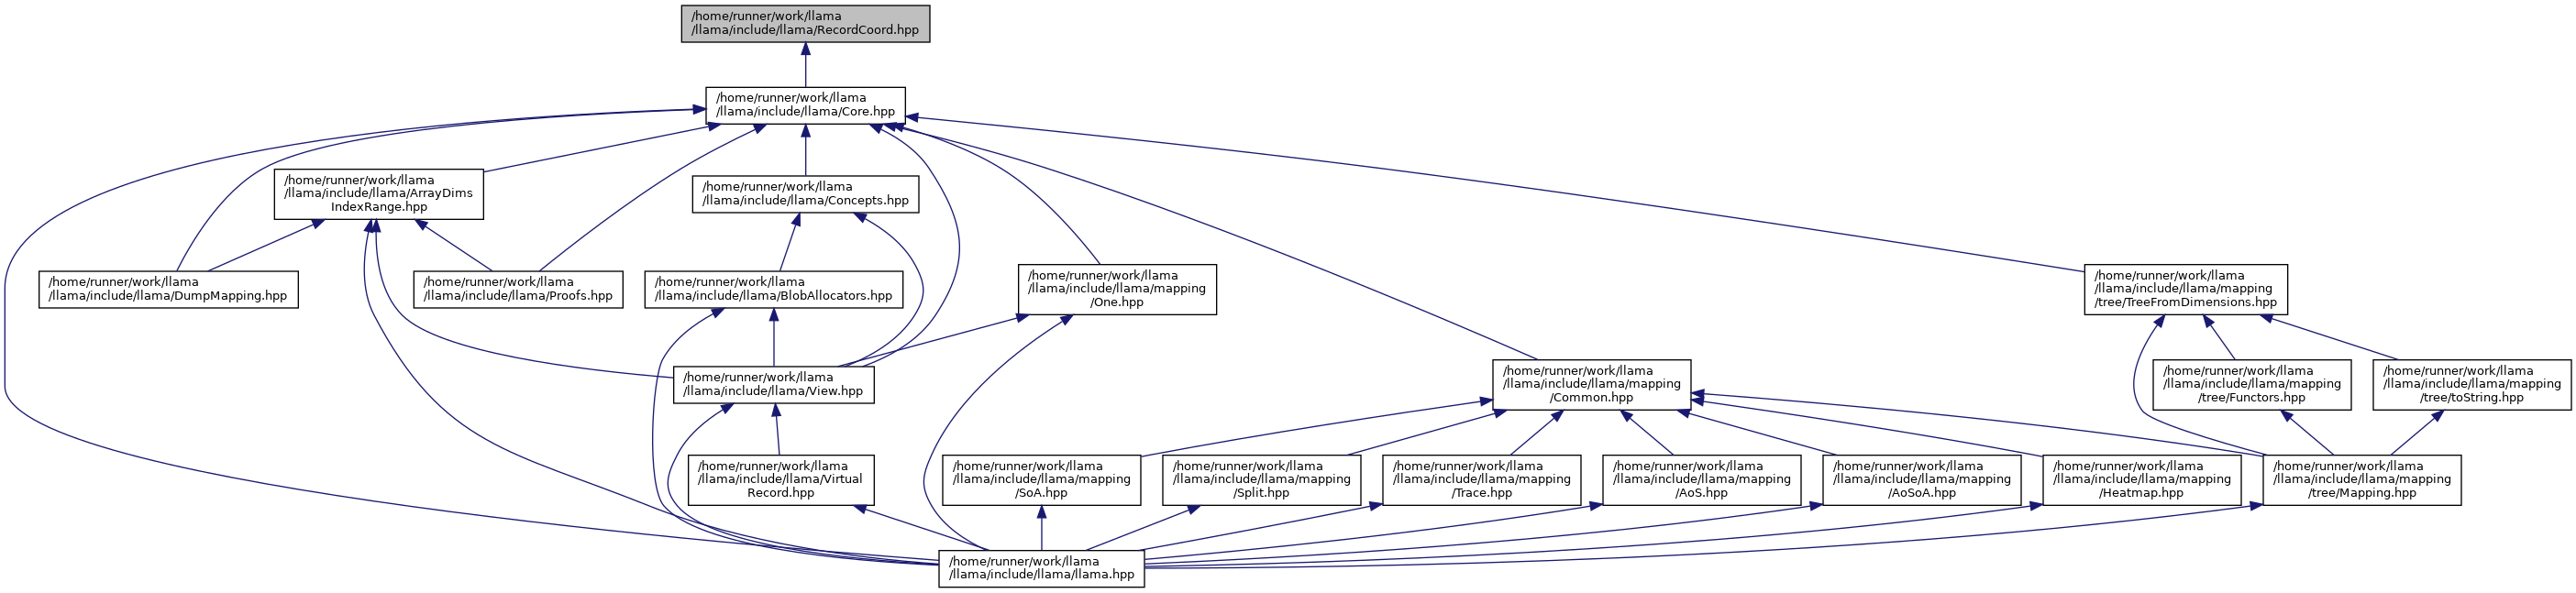 /home/runner/work/llama
/llama/include/llama/RecordCoord.hpp
/home/runner/work/llama
/llama/include/llama/Core.hpp
/home/runner/work/llama
/llama/include/llama/ArrayDims
IndexRange.hpp
/home/runner/work/llama
/llama/include/llama/Concepts.hpp
/home/runner/work/llama
/llama/include/llama/DumpMapping.hpp
/home/runner/work/llama
/llama/include/llama/Proofs.hpp
/home/runner/work/llama
/llama/include/llama/BlobAllocators.hpp
/home/runner/work/llama
/llama/include/llama/mapping
/One.hpp
/home/runner/work/llama
/llama/include/llama/mapping
/tree/TreeFromDimensions.hpp
/home/runner/work/llama
/llama/include/llama/View.hpp
/home/runner/work/llama
/llama/include/llama/mapping
/Common.hpp
/home/runner/work/llama
/llama/include/llama/mapping
/tree/Functors.hpp
/home/runner/work/llama
/llama/include/llama/mapping
/tree/toString.hpp
/home/runner/work/llama
/llama/include/llama/Virtual
Record.hpp
/home/runner/work/llama
/llama/include/llama/mapping
/SoA.hpp
/home/runner/work/llama
/llama/include/llama/mapping
/Split.hpp
/home/runner/work/llama
/llama/include/llama/mapping
/Trace.hpp
/home/runner/work/llama
/llama/include/llama/mapping
/AoS.hpp
/home/runner/work/llama
/llama/include/llama/mapping
/AoSoA.hpp
/home/runner/work/llama
/llama/include/llama/mapping
/Heatmap.hpp
/home/runner/work/llama
/llama/include/llama/mapping
/tree/Mapping.hpp
/home/runner/work/llama
/llama/include/llama/llama.hpp